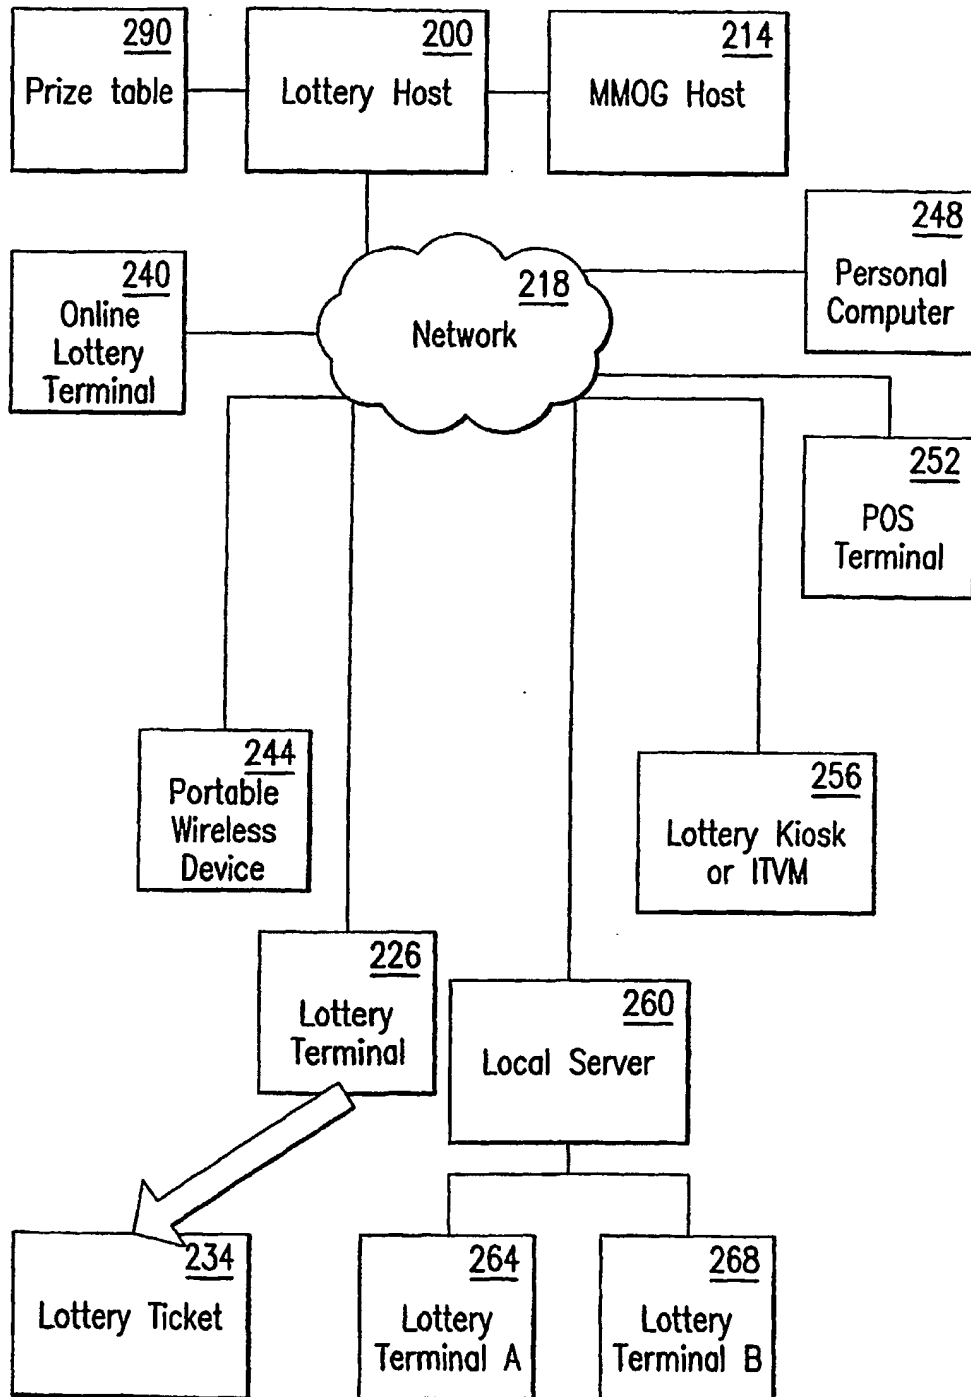 290
Prize table
200
Lottery Host
214
MMOG Host
248
Personal
Computer
240
Online
Lottery
Terminal
218
Network
252
POS
Terminal
244
Portable
Wireless
Device
256
Lottery Kiosk
or ITVM
226
Lottery
Terminal
260
Local Server
234
Lottery Ticket
264
Lottery
Terminal A
268
Lottery
Terminal B